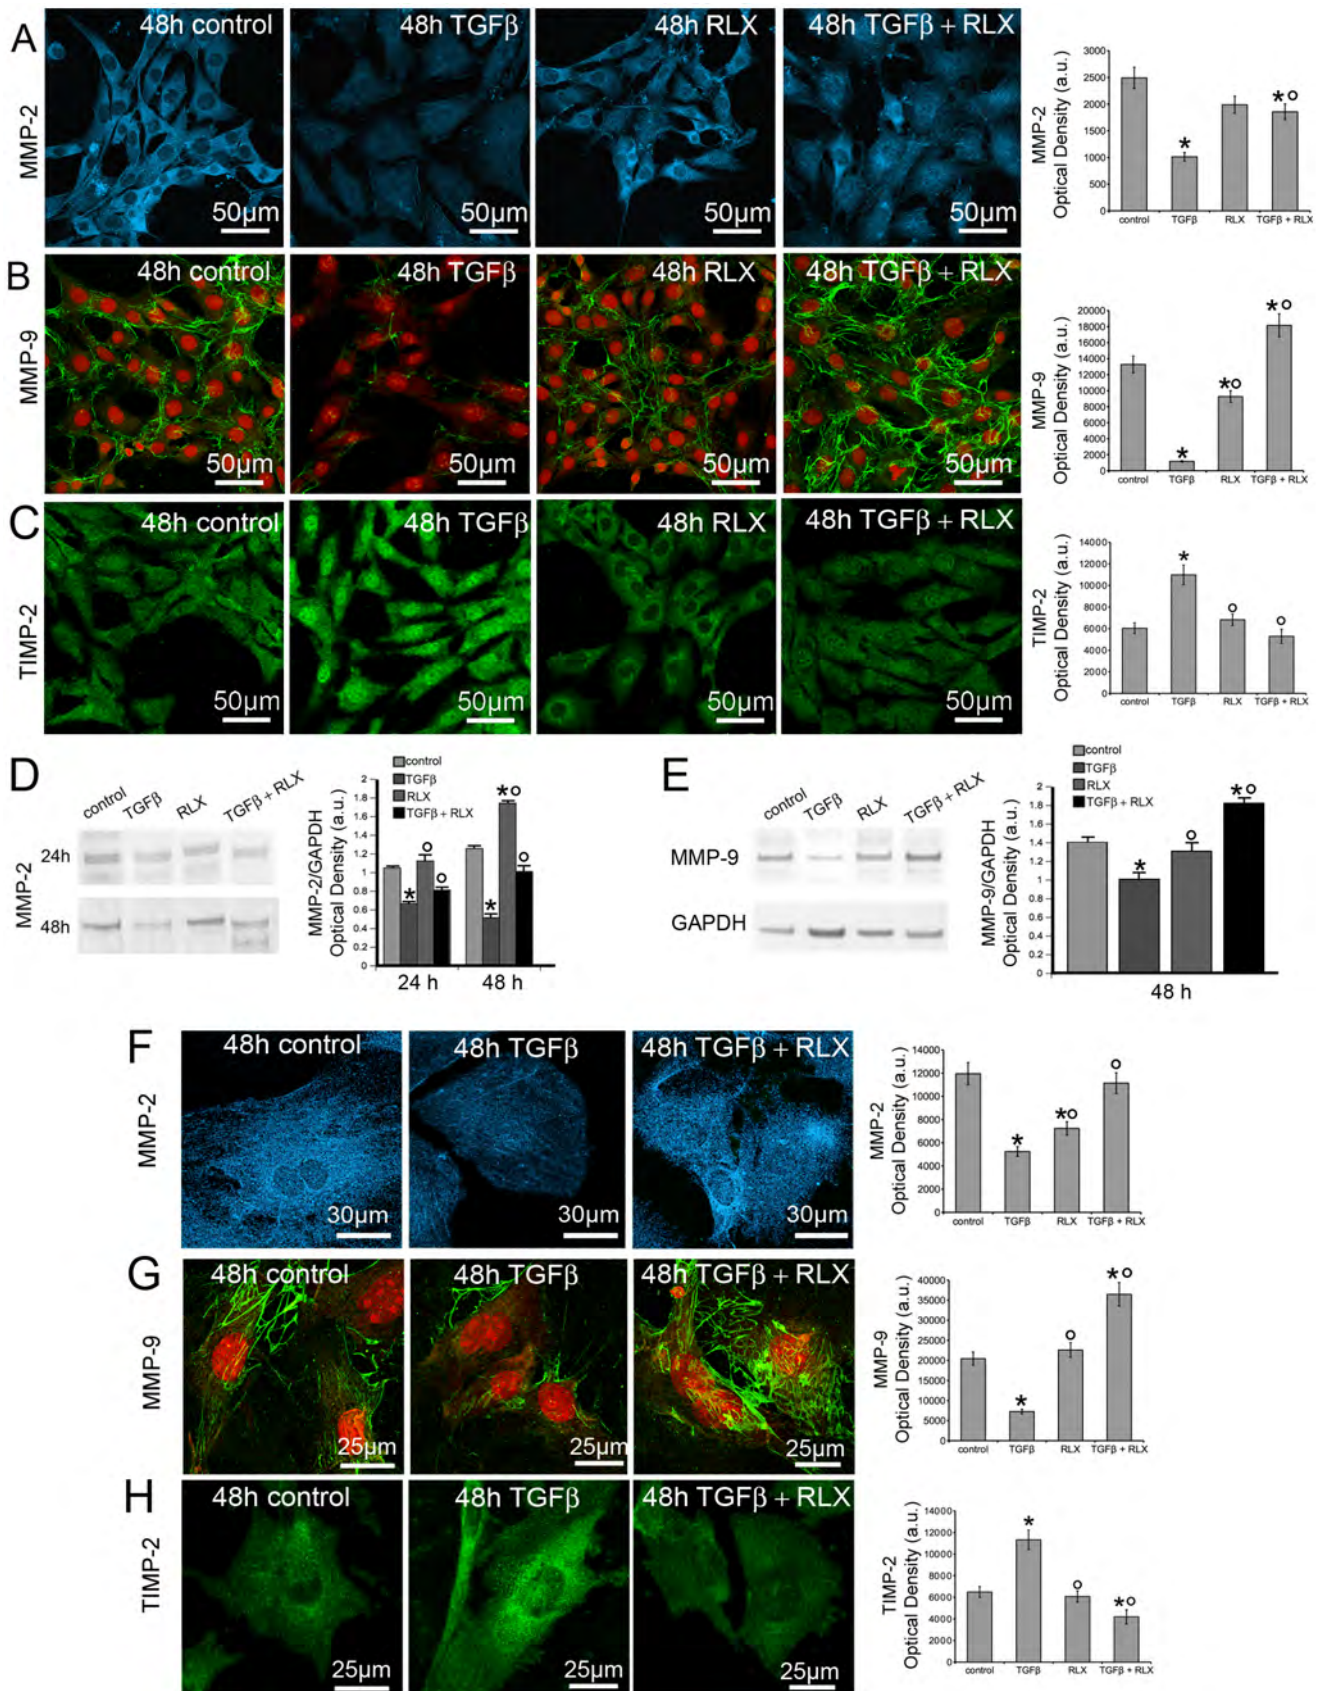 A
MMP-2
48h control
50µm
48h TGFβ
50µm
48h RLX
50µm
48h TGFβ + RLX
50µm
MMP-2
Optical Density (a.u.)
3000
2500
2000
1500
1000
500
0
*
* o
control
TGFβ
RLX
TGFβ + RLX
B
MMP-9
48h control
50µm
48h TGFβ
50µm
48h RLX
50µm
48h TGFβ + RLX
50µm
MMP-9
Optical Density (a.u.)
20000
18000
16000
14000
12000
10000
8000
6000
4000
2000
0
*
*o
* o
control
TGFβ
RLX
TGFβ + RLX
C
TIMP-2
48h control
50µm
48h TGFβ
50µm
48h RLX
50µm
48h TGFβ + RLX
50µm
TIMP-2
Optical Density (a.u.)
14000
12000
10000
8000
6000
4000
2000
0
*
o
o
control
TGFβ
RLX
TGFβ + RLX
D
MMP-2
control
TGFβ
RLX
TGFβ + RLX
24h
48h
MMP-2/GAPDH
Optical Density (a.u.)
control
TGFβ
RLX
TGFβ + RLX
2
1.8
1.6
1.4
1.2
1
0.8
0.6
0.4
0.2
0
*
o
o
*
* o
o
24 h
48 h
E
control
TGFβ
RLX
TGFβ + RLX
MMP-9
GAPDH
MMP-9/GAPDH
Optical Density (a.u.)
control
TGFβ
RLX
TGFβ + RLX
2
1.8
1.6
1.4
1.2
1
0.8
0.6
0.4
0.2
0
*
o
* o
48 h
F
MMP-2
48h control
30µm
48h TGFβ
30µm
48h TGFβ + RLX
30µm
MMP-2
Optical Density (a.u.)
14000
12000
10000
8000
6000
4000
2000
0
*
*o
o
control
TGFβ
RLX
TGFβ + RLX
G
MMP-9
48h control
25µm
48h TGFβ
25µm
48h TGFβ + RLX
25µm
MMP-9
Optical Density (a.u.)
40000
35000
30000
25000
20000
15000
10000
50000
0
*
o
* o
control
TGFβ
RLX
TGFβ + RLX
H
TIMP-2
48h control
25µm
48h TGFβ
25µm
48h TGFβ + RLX
25µm
TIMP-2
Optical Density (a.u.)
14000
12000
10000
8000
6000
4000
2000
0
*
o
*o
control
TGFβ
RLX
TGFβ + RLX